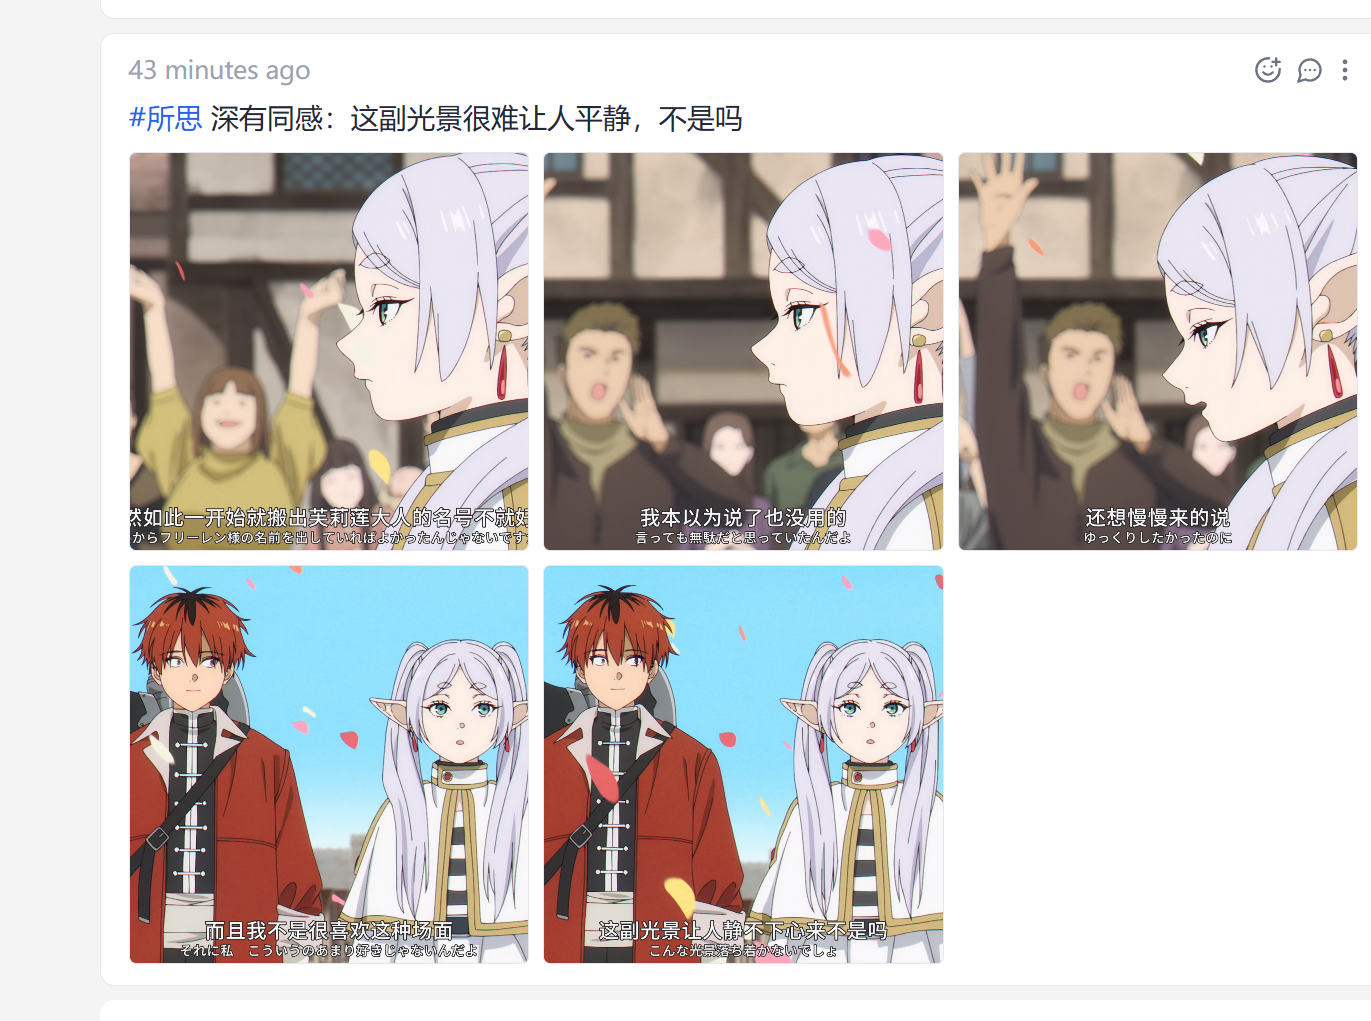 43 minutes ago
#所思 深有同感：这副光景很难让人平静，不是吗
然如此一开始就搬出芙莉莲大人的名号不就好
からフリーレン様の名前を出していればよかったんじゃないです
我本以为说了也没用的
言っても無駄だと思っていたんだよ
还想慢慢来的说
ゆっくりしたかったのに
而且我不是很喜欢这种场面
それに私　こういうのあまり好きじゃないんだよ
这副光景让人静不下心来不是吗
こんな光景落ち着かないでしょ